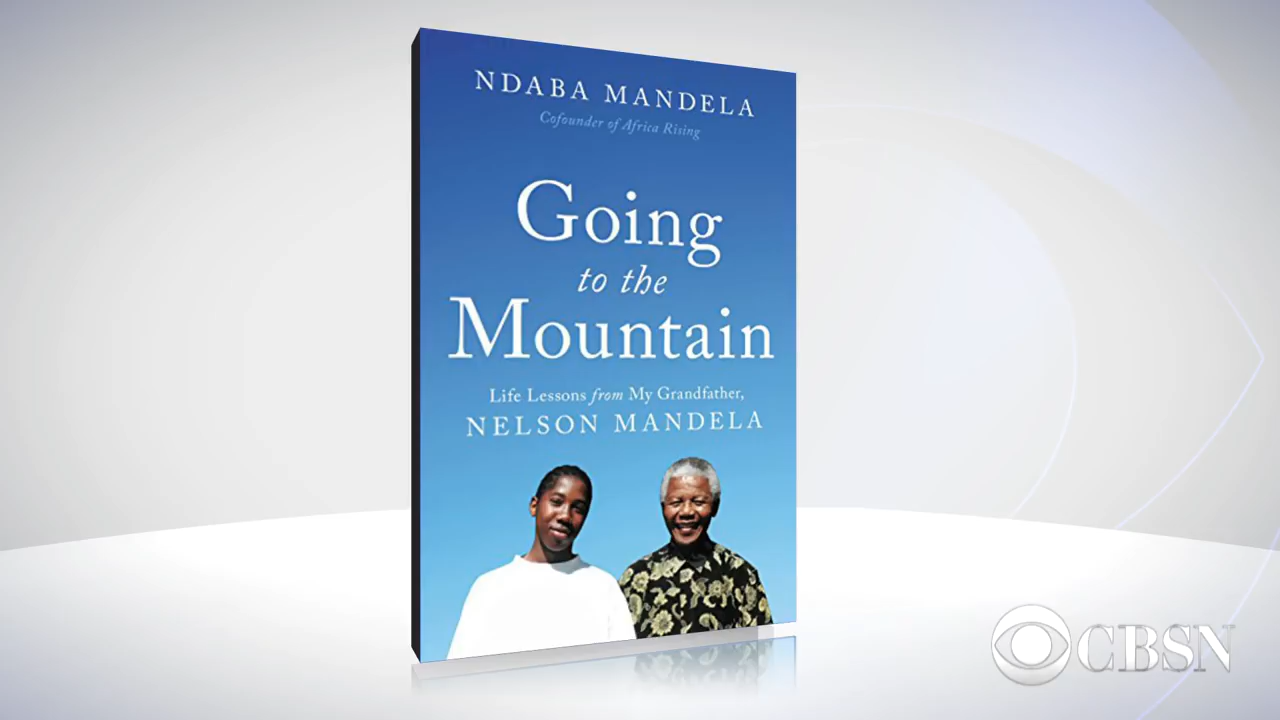 NDABA MANDELA
Cofounder of Africa Rising
Going
to the
Mountain
Life Lessons from My Grandfather,
NELSON MANDELA
CBSN